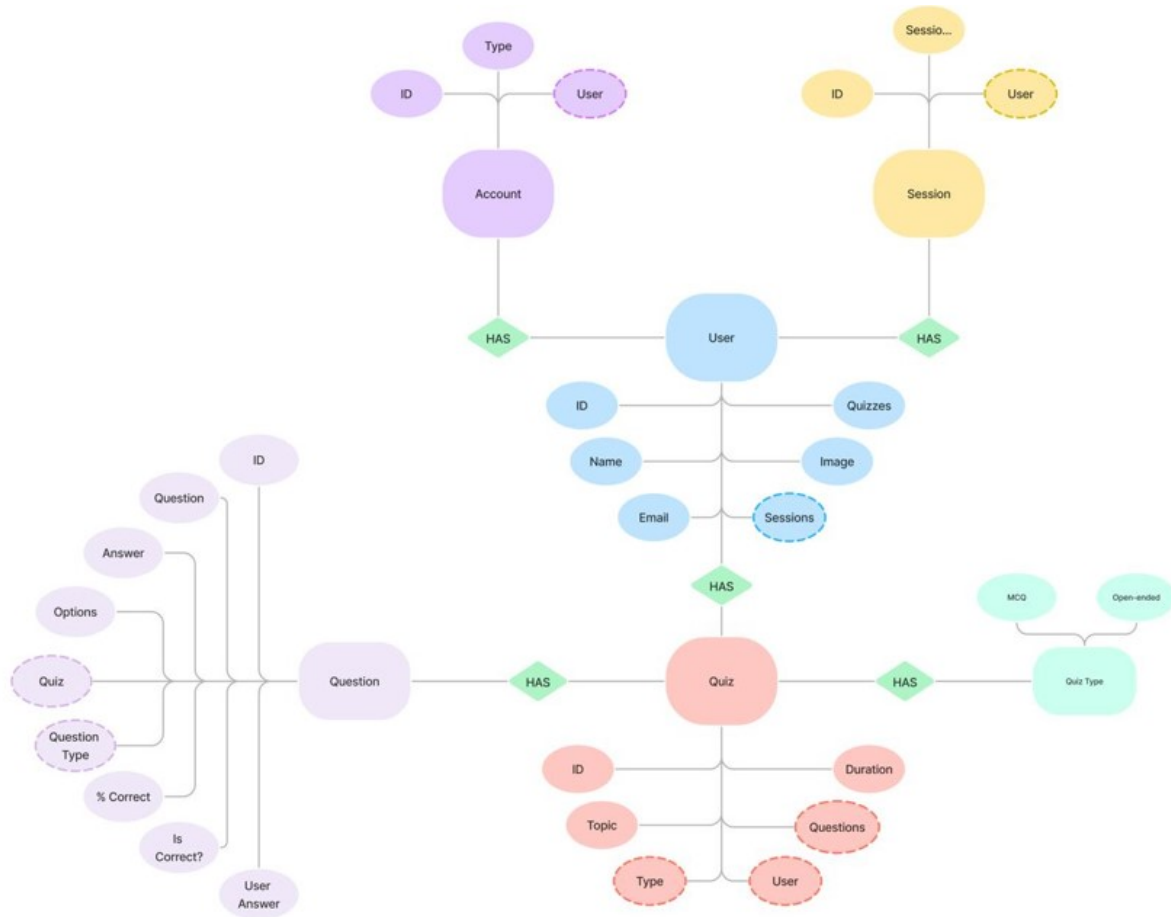 Type
Sessio...
ID
User
ID
User
Account
Session
HAS
User
HAS
ID
Quizzes
Name
Image
Email
Sessions
HAS
ID
Question
Answer
Options
Quiz
Question
Type
% Correct
Is
Correct?
User
Answer
Question
HAS
Quiz
HAS
MCQ
Open-ended
Quiz Type
ID
Duration
Topic
Questions
Type
User